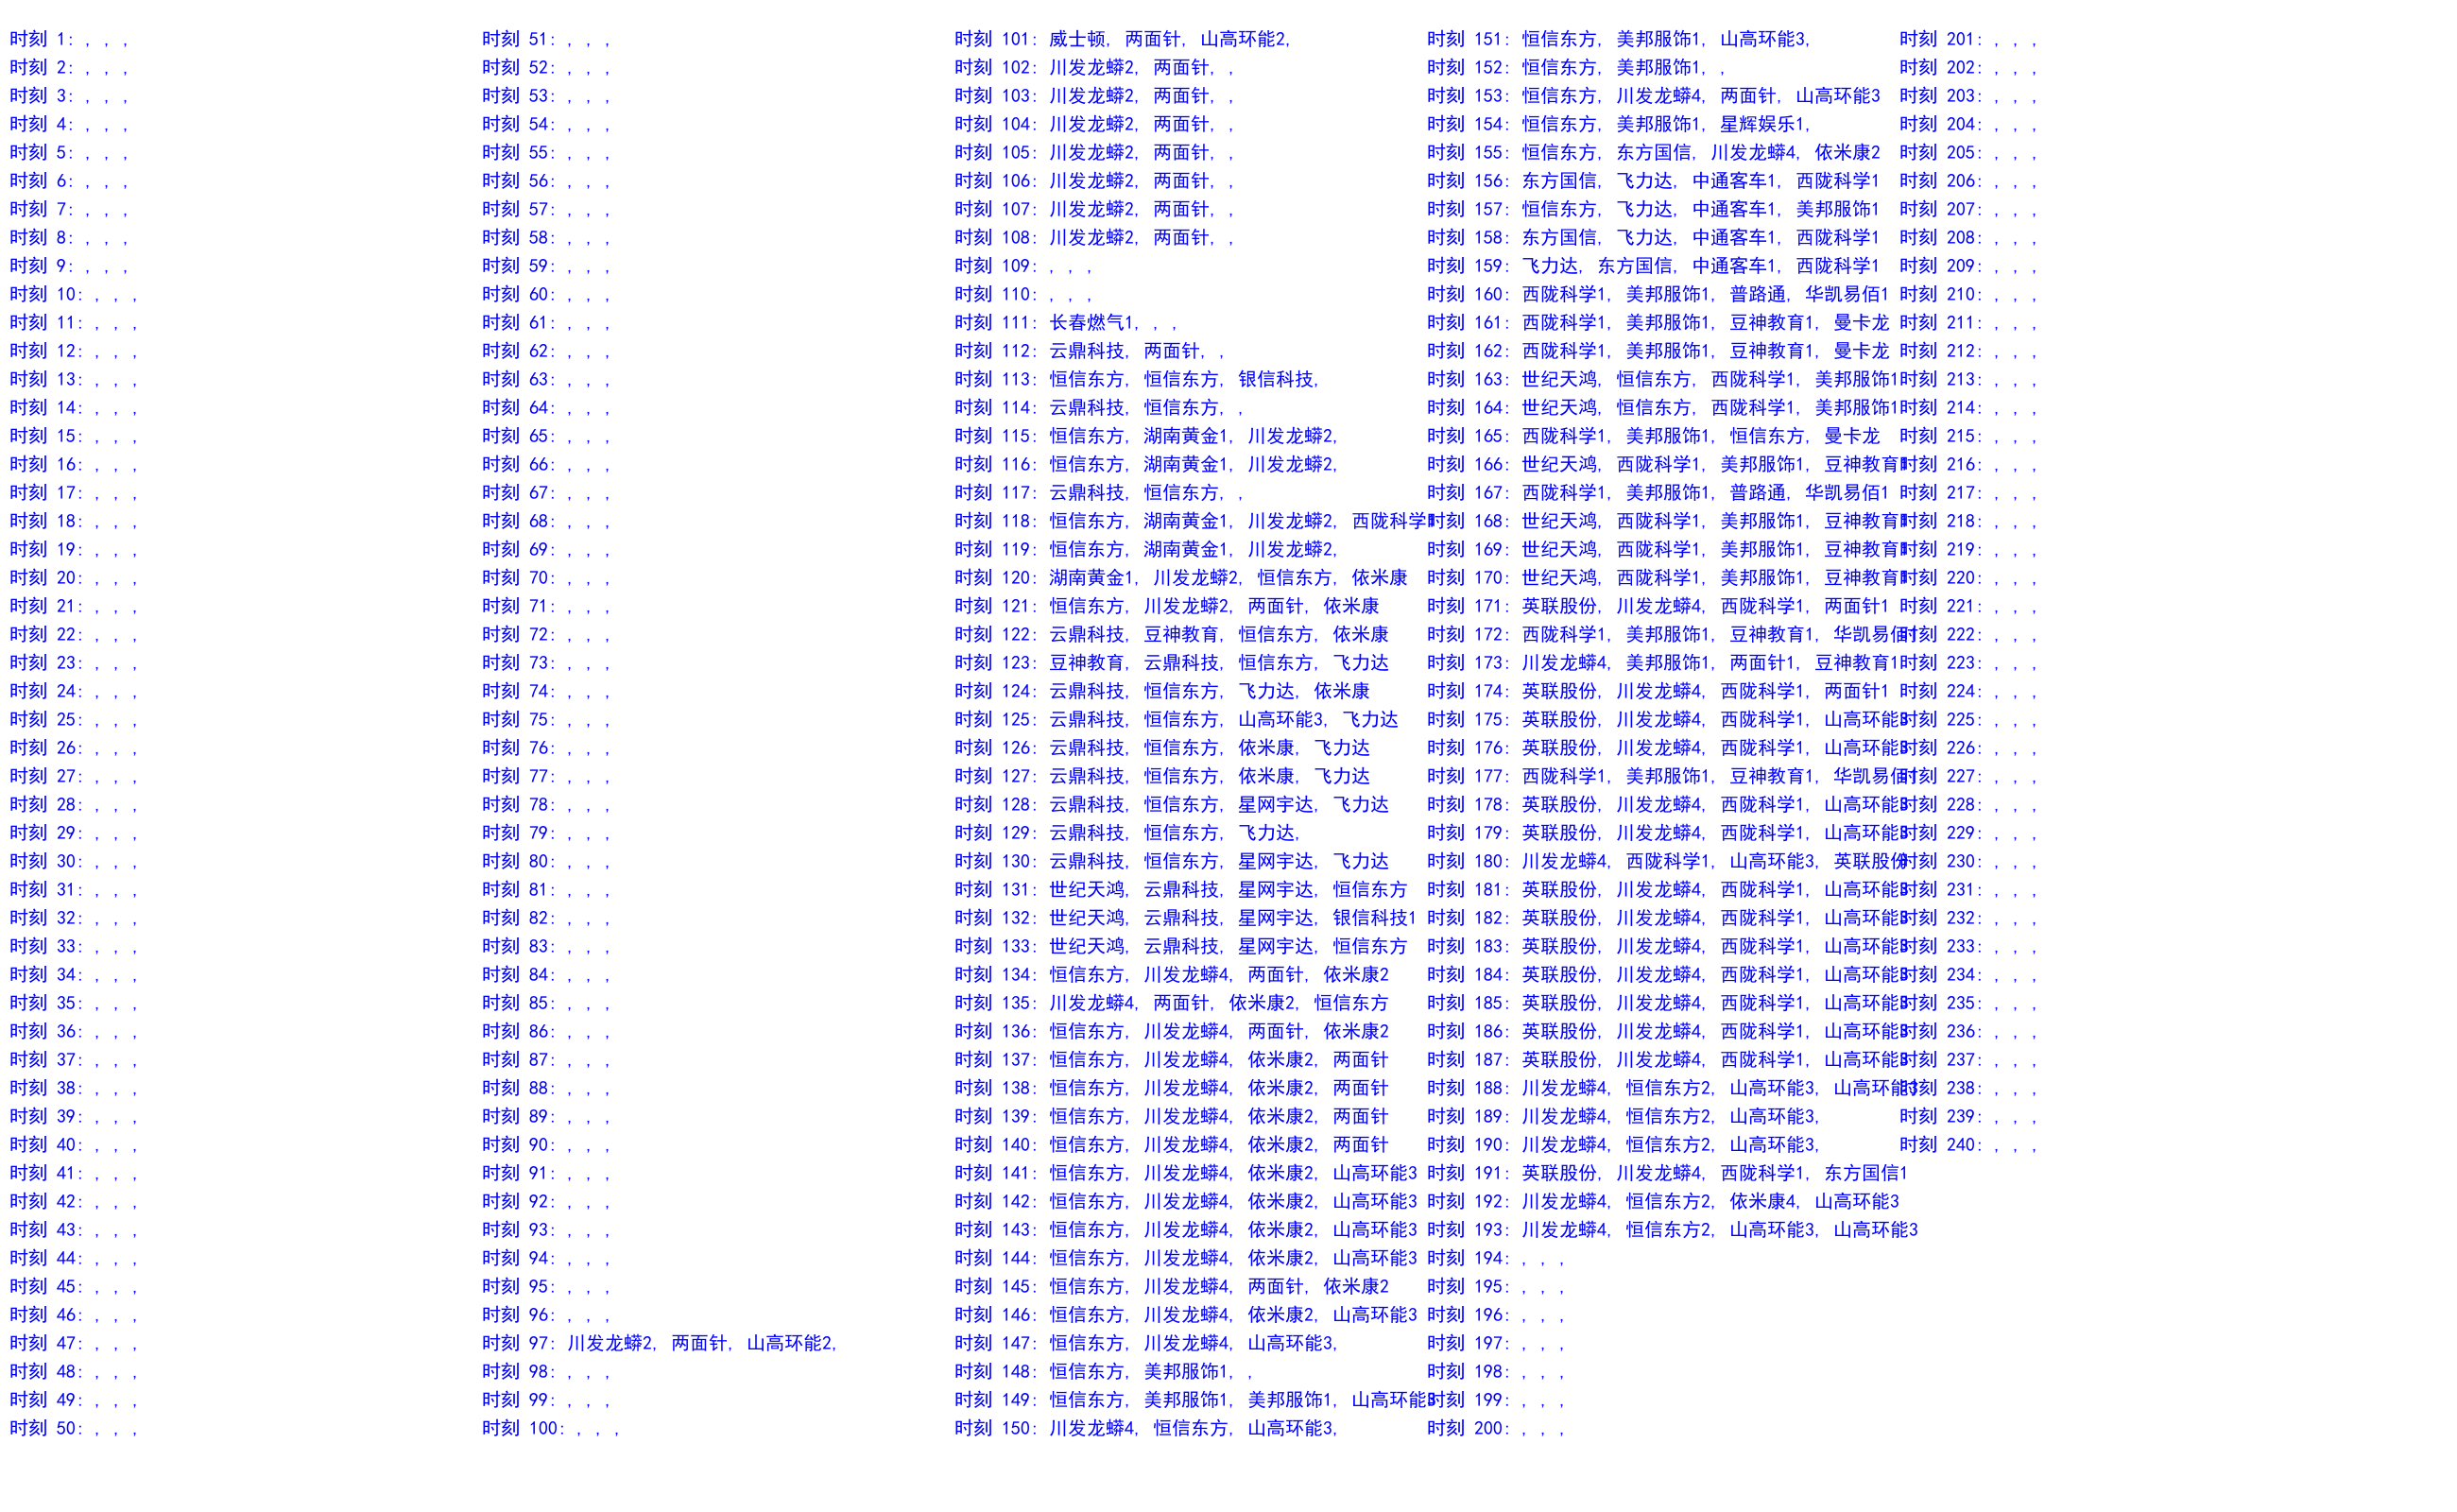 时刻 1: , , ,
时刻 2: , , ,
时刻 3: , , ,
时刻 4: , , ,
时刻 5: , , ,
时刻 6: , , ,
时刻 7: , , ,
时刻 8: , , ,
时刻 9: , , ,
时刻 10: , , ,
时刻 11: , , ,
时刻 12: , , ,
时刻 13: , , ,
时刻 14: , , ,
时刻 15: , , ,
时刻 16: , , ,
时刻 17: , , ,
时刻 18: , , ,
时刻 19: , , ,
时刻 20: , , ,
时刻 21: , , ,
时刻 22: , , ,
时刻 23: , , ,
时刻 24: , , ,
时刻 25: , , ,
时刻 26: , , ,
时刻 27: , , ,
时刻 28: , , ,
时刻 29: , , ,
时刻 30: , , ,
时刻 31: , , ,
时刻 32: , , ,
时刻 33: , , ,
时刻 34: , , ,
时刻 35: , , ,
时刻 36: , , ,
时刻 37: , , ,
时刻 38: , , ,
时刻 39: , , ,
时刻 40: , , ,
时刻 41: , , ,
时刻 42: , , ,
时刻 43: , , ,
时刻 44: , , ,
时刻 45: , , ,
时刻 46: , , ,
时刻 47: , , ,
时刻 48: , , ,
时刻 49: , , ,
时刻 50: , , ,
时刻 51: , , ,
时刻 52: , , ,
时刻 53: , , ,
时刻 54: , , ,
时刻 55: , , ,
时刻 56: , , ,
时刻 57: , , ,
时刻 58: , , ,
时刻 59: , , ,
时刻 60: , , ,
时刻 61: , , ,
时刻 62: , , ,
时刻 63: , , ,
时刻 64: , , ,
时刻 65: , , ,
时刻 66: , , ,
时刻 67: , , ,
时刻 68: , , ,
时刻 69: , , ,
时刻 70: , , ,
时刻 71: , , ,
时刻 72: , , ,
时刻 73: , , ,
时刻 74: , , ,
时刻 75: , , ,
时刻 76: , , ,
时刻 77: , , ,
时刻 78: , , ,
时刻 79: , , ,
时刻 80: , , ,
时刻 81: , , ,
时刻 82: , , ,
时刻 83: , , ,
时刻 84: , , ,
时刻 85: , , ,
时刻 86: , , ,
时刻 87: , , ,
时刻 88: , , ,
时刻 89: , , ,
时刻 90: , , ,
时刻 91: , , ,
时刻 92: , , ,
时刻 93: , , ,
时刻 94: , , ,
时刻 95: , , ,
时刻 96: , , ,
时刻 97: 川发龙蟒2, 两面针, 山高环能2,
时刻 98: , , ,
时刻 99: , , ,
时刻 100: , , ,
时刻 101: 威士顿, 两面针, 山高环能2,
时刻 102: 川发龙蟒2, 两面针, ,
时刻 103: 川发龙蟒2, 两面针, ,
时刻 104: 川发龙蟒2, 两面针, ,
时刻 105: 川发龙蟒2, 两面针, ,
时刻 106: 川发龙蟒2, 两面针, ,
时刻 107: 川发龙蟒2, 两面针, ,
时刻 108: 川发龙蟒2, 两面针, ,
时刻 109: , , ,
时刻 110: , , ,
时刻 111: 长春燃气1, , ,
时刻 112: 云鼎科技, 两面针, ,
时刻 113: 恒信东方, 恒信东方, 银信科技,
时刻 114: 云鼎科技, 恒信东方, ,
时刻 115: 恒信东方, 湖南黄金1, 川发龙蟒2,
时刻 116: 恒信东方, 湖南黄金1, 川发龙蟒2,
时刻 117: 云鼎科技, 恒信东方, ,
时刻 118: 恒信东方, 湖南黄金1, 川发龙蟒2, 西陇科学
时刻 119: 恒信东方, 湖南黄金1, 川发龙蟒2,
时刻 120: 湖南黄金1, 川发龙蟒2, 恒信东方, 依米康
时刻 121: 恒信东方, 川发龙蟒2, 两面针, 依米康
时刻 122: 云鼎科技, 豆神教育, 恒信东方, 依米康
时刻 123: 豆神教育, 云鼎科技, 恒信东方, 飞力达
时刻 124: 云鼎科技, 恒信东方, 飞力达, 依米康
时刻 125: 云鼎科技, 恒信东方, 山高环能3, 飞力达
时刻 126: 云鼎科技, 恒信东方, 依米康, 飞力达
时刻 127: 云鼎科技, 恒信东方, 依米康, 飞力达
时刻 128: 云鼎科技, 恒信东方, 星网宇达, 飞力达
时刻 129: 云鼎科技, 恒信东方, 飞力达,
时刻 130: 云鼎科技, 恒信东方, 星网宇达, 飞力达
时刻 131: 世纪天鸿, 云鼎科技, 星网宇达, 恒信东方
时刻 132: 世纪天鸿, 云鼎科技, 星网宇达, 银信科技1
时刻 133: 世纪天鸿, 云鼎科技, 星网宇达, 恒信东方
时刻 134: 恒信东方, 川发龙蟒4, 两面针, 依米康2
时刻 135: 川发龙蟒4, 两面针, 依米康2, 恒信东方
时刻 136: 恒信东方, 川发龙蟒4, 两面针, 依米康2
时刻 137: 恒信东方, 川发龙蟒4, 依米康2, 两面针
时刻 138: 恒信东方, 川发龙蟒4, 依米康2, 两面针
时刻 139: 恒信东方, 川发龙蟒4, 依米康2, 两面针
时刻 140: 恒信东方, 川发龙蟒4, 依米康2, 两面针
时刻 141: 恒信东方, 川发龙蟒4, 依米康2, 山高环能3
时刻 142: 恒信东方, 川发龙蟒4, 依米康2, 山高环能3
时刻 143: 恒信东方, 川发龙蟒4, 依米康2, 山高环能3
时刻 144: 恒信东方, 川发龙蟒4, 依米康2, 山高环能3
时刻 145: 恒信东方, 川发龙蟒4, 两面针, 依米康2
时刻 146: 恒信东方, 川发龙蟒4, 依米康2, 山高环能3
时刻 147: 恒信东方, 川发龙蟒4, 山高环能3,
时刻 148: 恒信东方, 美邦服饰1, ,
时刻 149: 恒信东方, 美邦服饰1, 美邦服饰1, 山高环能
时刻 150: 川发龙蟒4, 恒信东方, 山高环能3,
时刻 151: 恒信东方, 美邦服饰1, 山高环能3,
时刻 152: 恒信东方, 美邦服饰1, ,
时刻 153: 恒信东方, 川发龙蟒4, 两面针, 山高环能3
时刻 154: 恒信东方, 美邦服饰1, 星辉娱乐1,
时刻 155: 恒信东方, 东方国信, 川发龙蟒4, 依米康2
时刻 156: 东方国信, 飞力达, 中通客车1, 西陇科学1
时刻 157: 恒信东方, 飞力达, 中通客车1, 美邦服饰1
时刻 158: 东方国信, 飞力达, 中通客车1, 西陇科学1
时刻 159: 飞力达, 东方国信, 中通客车1, 西陇科学1
时刻 160: 西陇科学1, 美邦服饰1, 普路通, 华凯易佰1
时刻 161: 西陇科学1, 美邦服饰1, 豆神教育1, 曼卡龙
时刻 162: 西陇科学1, 美邦服饰1, 豆神教育1, 曼卡龙
时刻 163: 世纪天鸿, 恒信东方, 西陇科学1, 美邦服饰1
时刻 164: 世纪天鸿, 恒信东方, 西陇科学1, 美邦服饰1
时刻 165: 西陇科学1, 美邦服饰1, 恒信东方, 曼卡龙
时刻 166: 世纪天鸿, 西陇科学1, 美邦服饰1, 豆神教育
时刻 167: 西陇科学1, 美邦服饰1, 普路通, 华凯易佰1
时刻 168: 世纪天鸿, 西陇科学1, 美邦服饰1, 豆神教育
时刻 169: 世纪天鸿, 西陇科学1, 美邦服饰1, 豆神教育
时刻 170: 世纪天鸿, 西陇科学1, 美邦服饰1, 豆神教育
时刻 171: 英联股份, 川发龙蟒4, 西陇科学1, 两面针1
时刻 172: 西陇科学1, 美邦服饰1, 豆神教育1, 华凯易佰1
时刻 173: 川发龙蟒4, 美邦服饰1, 两面针1, 豆神教育1
时刻 174: 英联股份, 川发龙蟒4, 西陇科学1, 两面针1
时刻 175: 英联股份, 川发龙蟒4, 西陇科学1, 山高环能3
时刻 176: 英联股份, 川发龙蟒4, 西陇科学1, 山高环能3
时刻 177: 西陇科学1, 美邦服饰1, 豆神教育1, 华凯易佰1
时刻 178: 英联股份, 川发龙蟒4, 西陇科学1, 山高环能3
时刻 179: 英联股份, 川发龙蟒4, 西陇科学1, 山高环能3
时刻 180: 川发龙蟒4, 西陇科学1, 山高环能3, 英联股份
时刻 181: 英联股份, 川发龙蟒4, 西陇科学1, 山高环能3
时刻 182: 英联股份, 川发龙蟒4, 西陇科学1, 山高环能3
时刻 183: 英联股份, 川发龙蟒4, 西陇科学1, 山高环能3
时刻 184: 英联股份, 川发龙蟒4, 西陇科学1, 山高环能3
时刻 185: 英联股份, 川发龙蟒4, 西陇科学1, 山高环能3
时刻 186: 英联股份, 川发龙蟒4, 西陇科学1, 山高环能3
时刻 187: 英联股份, 川发龙蟒4, 西陇科学1, 山高环能3
时刻 188: 川发龙蟒4, 恒信东方2, 山高环能3, 山高环能3
时刻 189: 川发龙蟒4, 恒信东方2, 山高环能3,
时刻 190: 川发龙蟒4, 恒信东方2, 山高环能3,
时刻 191: 英联股份, 川发龙蟒4, 西陇科学1, 东方国信1
时刻 192: 川发龙蟒4, 恒信东方2, 依米康4, 山高环能3
时刻 193: 川发龙蟒4, 恒信东方2, 山高环能3, 山高环能3
时刻 194: , , ,
时刻 195: , , ,
时刻 196: , , ,
时刻 197: , , ,
时刻 198: , , ,
时刻 199: , , ,
时刻 200: , , ,
时刻 201: , , ,
时刻 202: , , ,
时刻 203: , , ,
时刻 204: , , ,
时刻 205: , , ,
时刻 206: , , ,
时刻 207: , , ,
时刻 208: , , ,
时刻 209: , , ,
时刻 210: , , ,
时刻 211: , , ,
时刻 212: , , ,
时刻 213: , , ,
时刻 214: , , ,
时刻 215: , , ,
时刻 216: , , ,
时刻 217: , , ,
时刻 218: , , ,
时刻 219: , , ,
时刻 220: , , ,
时刻 221: , , ,
时刻 222: , , ,
时刻 223: , , ,
时刻 224: , , ,
时刻 225: , , ,
时刻 226: , , ,
时刻 227: , , ,
时刻 228: , , ,
时刻 229: , , ,
时刻 230: , , ,
时刻 231: , , ,
时刻 232: , , ,
时刻 233: , , ,
时刻 234: , , ,
时刻 235: , , ,
时刻 236: , , ,
时刻 237: , , ,
时刻 238: , , ,
时刻 239: , , ,
时刻 240: , , ,